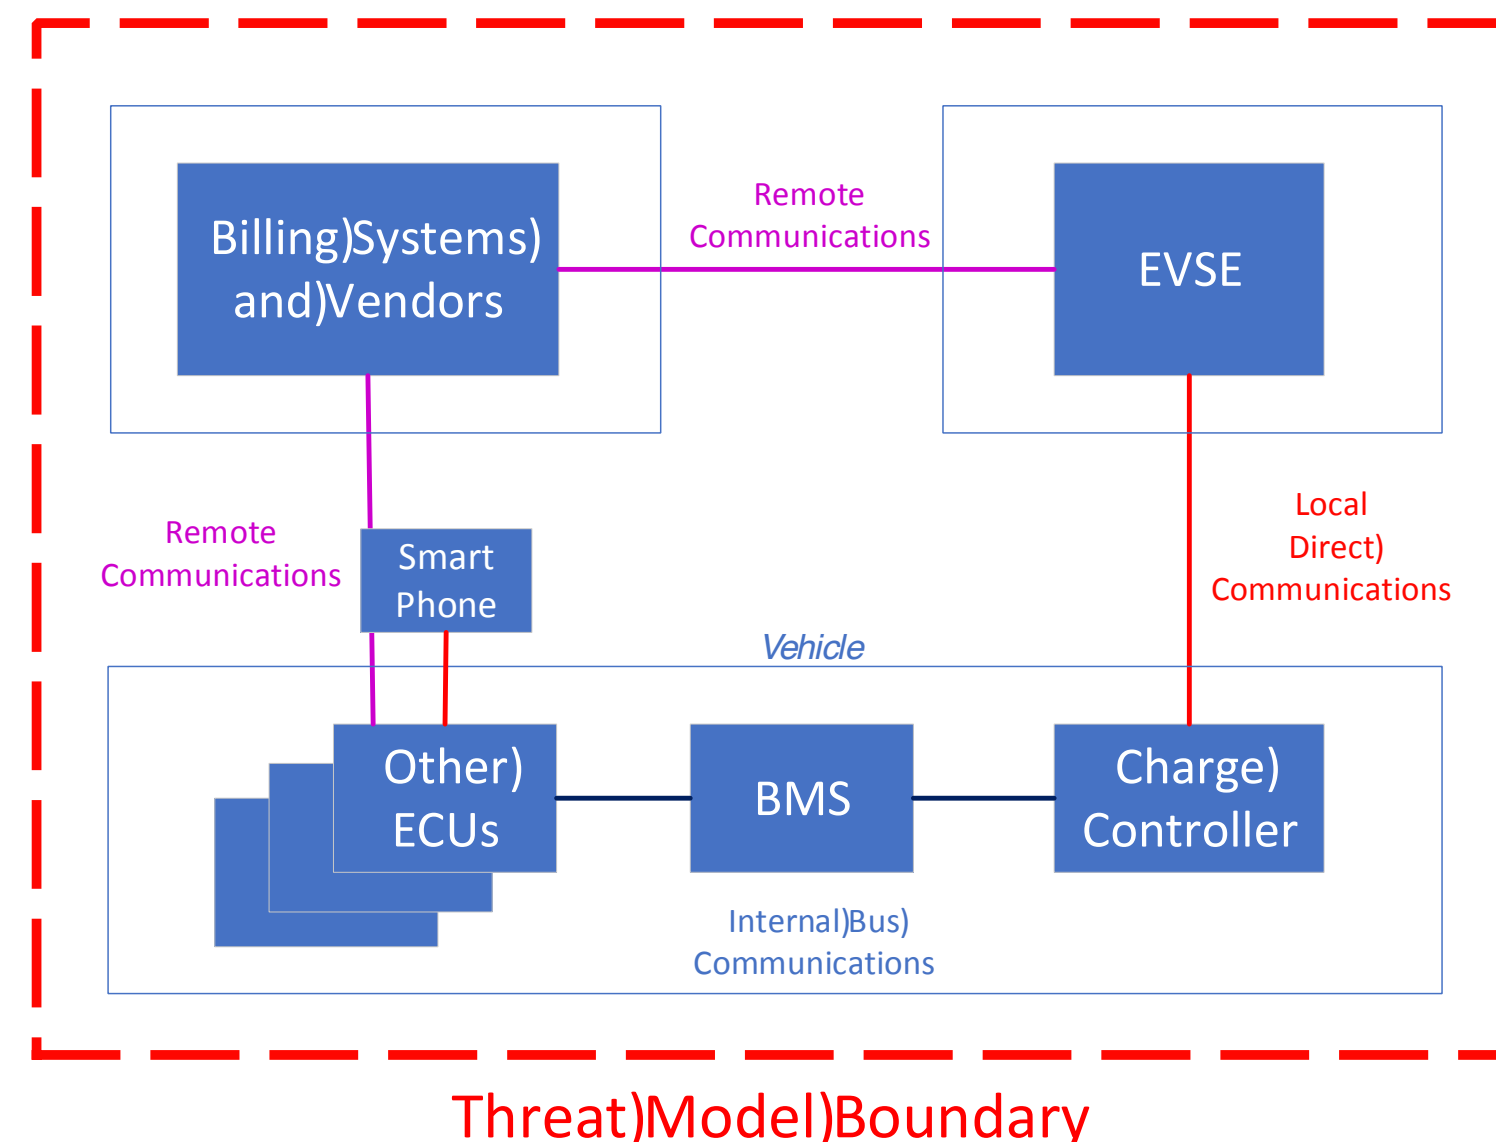 Remote
Communications
Billing)Systems)
and)Vendors
EVSE
Local
Direct)
Communications
Remote
Communications
Smart
Phone
Vehicle
Other)
ECUs
BMS
Charge)
Controller
Internal)Bus)
Communications
Threat)Model)Boundary